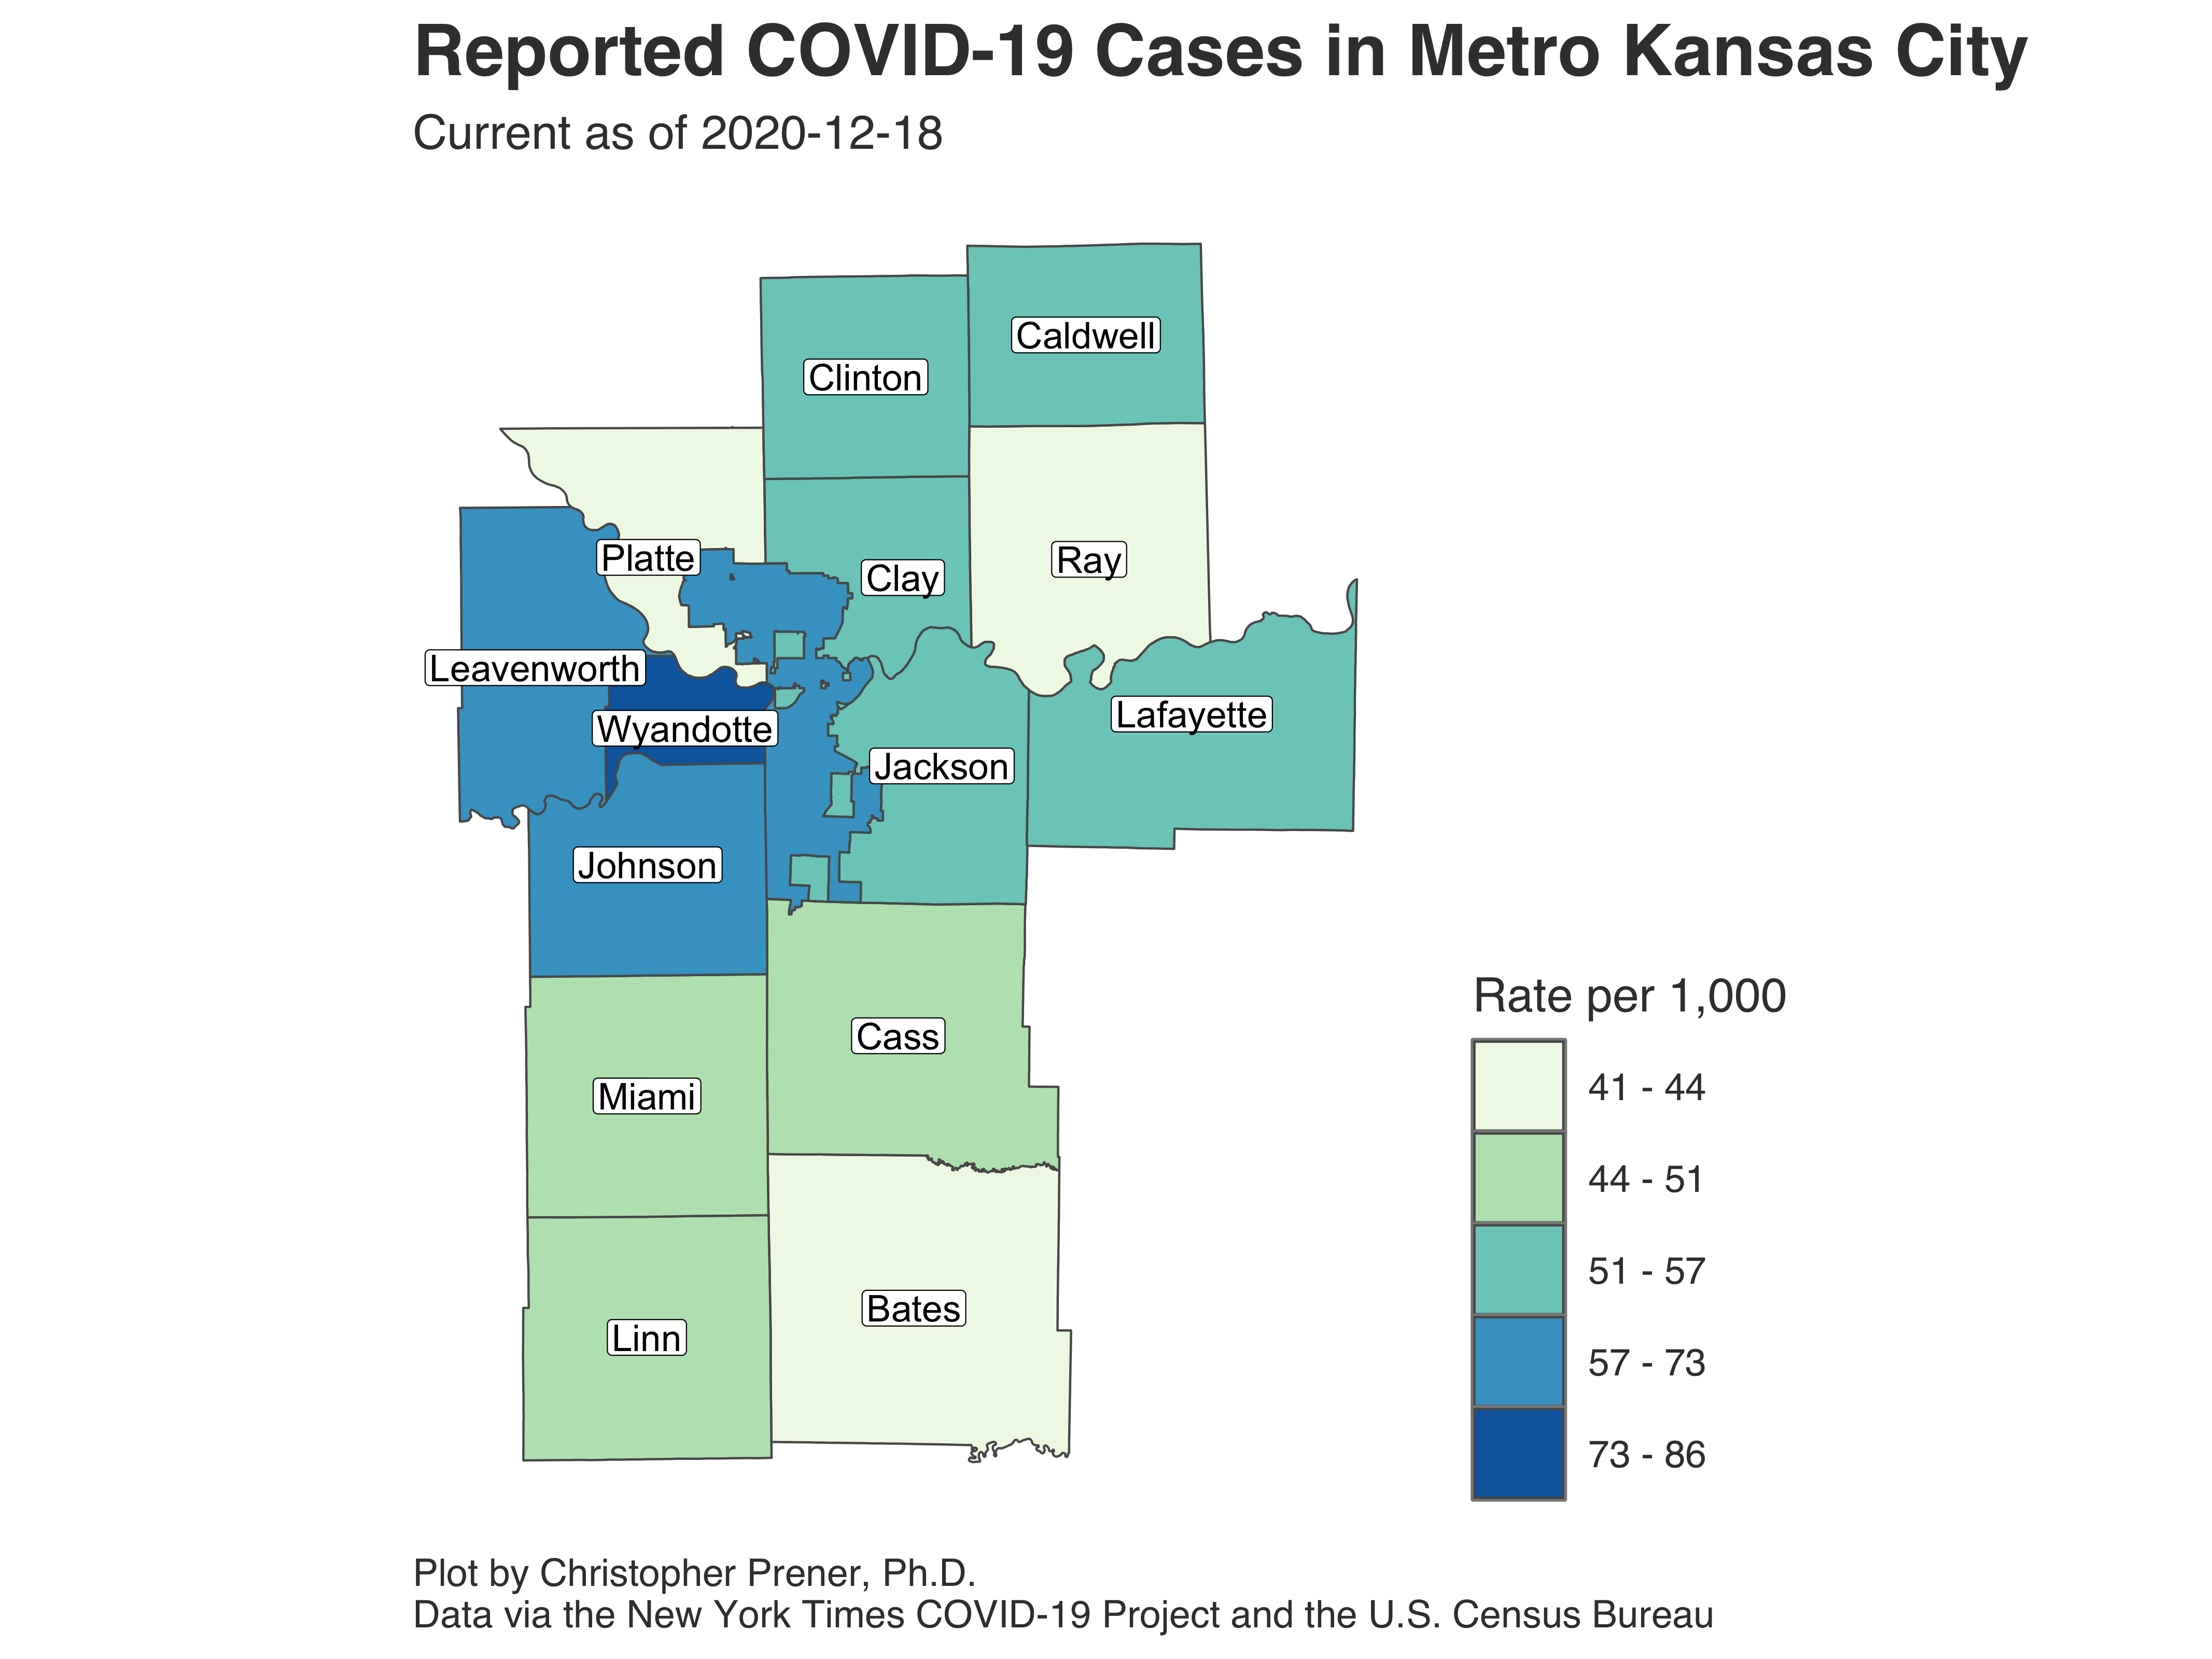 Reported COVID-19 Cases in Metro Kansas City
Current as of 2020-12-18
Caldwell
Clinton
Platte
Clay
Ray
Leavenworth
Wyandotte
Lafayette
Jackson
Johnson
Cass
Miami
Bates
Linn
Rate per 1,000
41 - 44
44 - 51
51 - 57
57 - 73
73 - 86
Plot by Christopher Prener, Ph.D.
Data via the New York Times COVID-19 Project and the U.S. Census Bureau